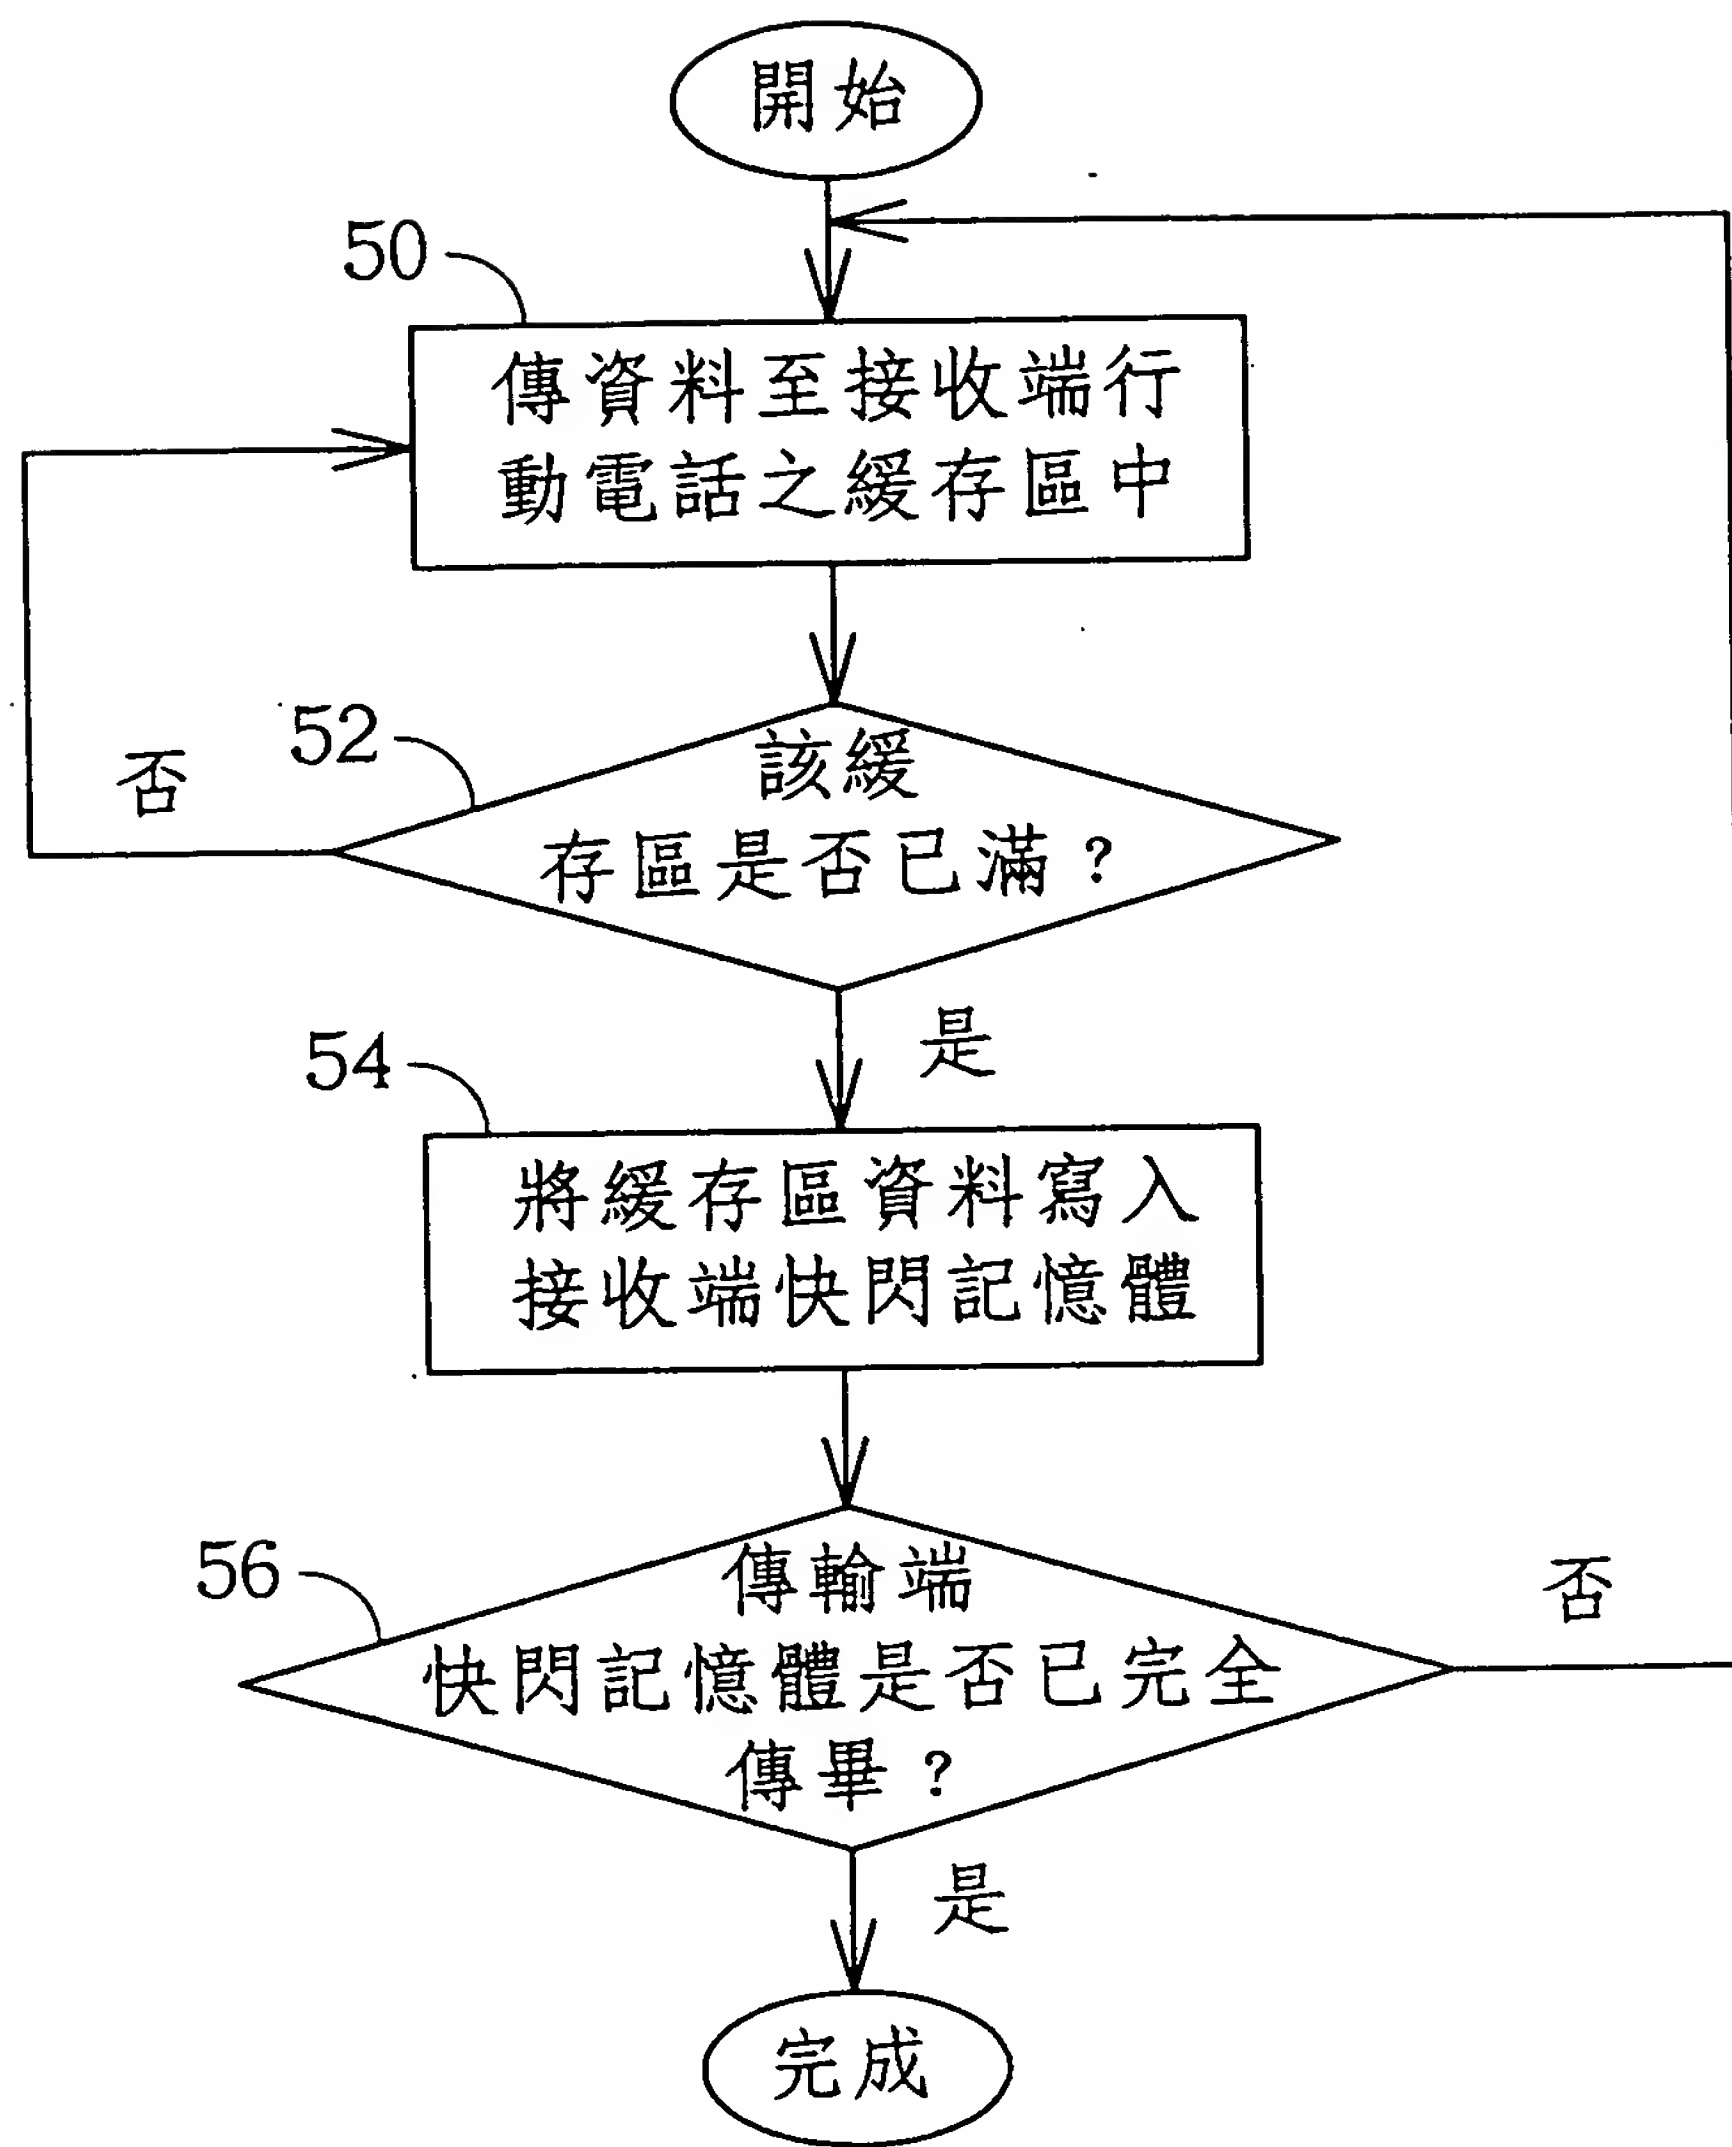 開始
50
傳資料至接收端行
動電話之緩存區中
52
該緩
存區是否已滿？
否
是
54
將緩存區資料寫入
接收端快閃記憶體
56
傳輸端
快閃記憶體是否已完全
傳畢？
否
是
完成